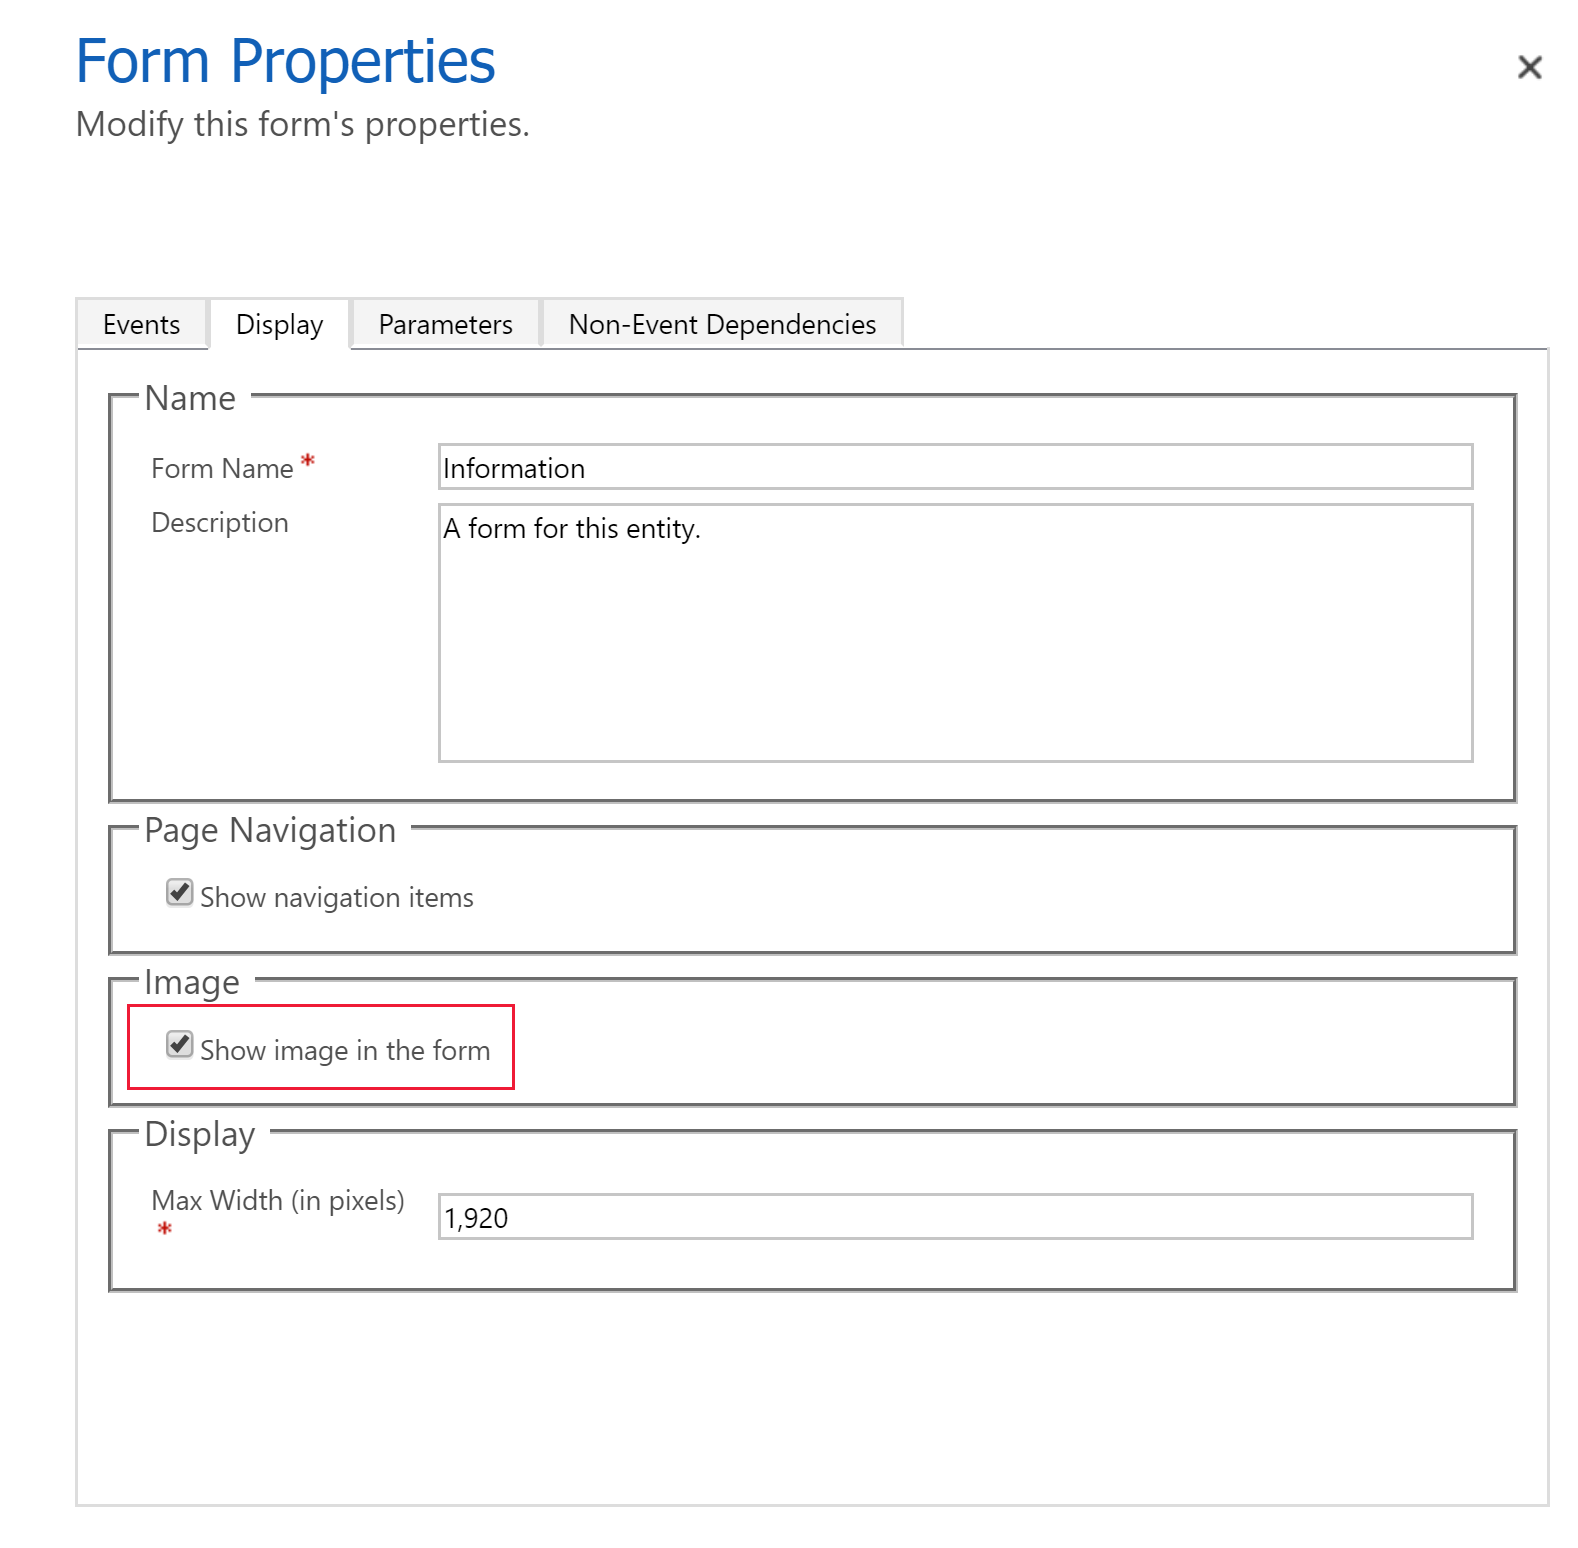 Form Properties
Modify this form's properties.
Events Display Parameters Non-Event Dependencies
Name
Form Name * Information
Description A form for this entity.
Page Navigation
Show navigation items
Image
Show image in the form
Display
Max Width (in pixels)
* 1,920